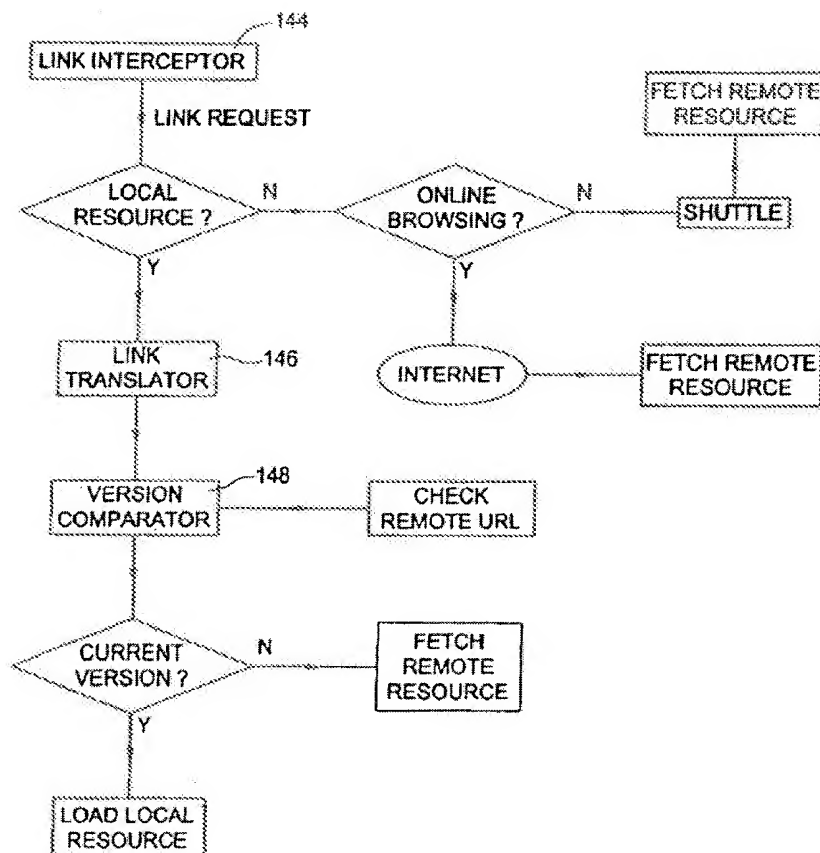 144
LINK INTERCEPTOR
LINK REQUEST
FETCH REMOTE
RESOURCE
LOCAL
RESOURCE ?
N
ONLINE
BROWSING ?
N
SHUTTLE
Y
Y
LINK
TRANSLATOR
146
INTERNET
FETCH REMOTE
RESOURCE
VERSION
COMPARATOR
148
CHECK
REMOTE URL
CURRENT
VERSION ?
N
FETCH
REMOTE
RESOURCE
Y
LOAD LOCAL
RESOURCE